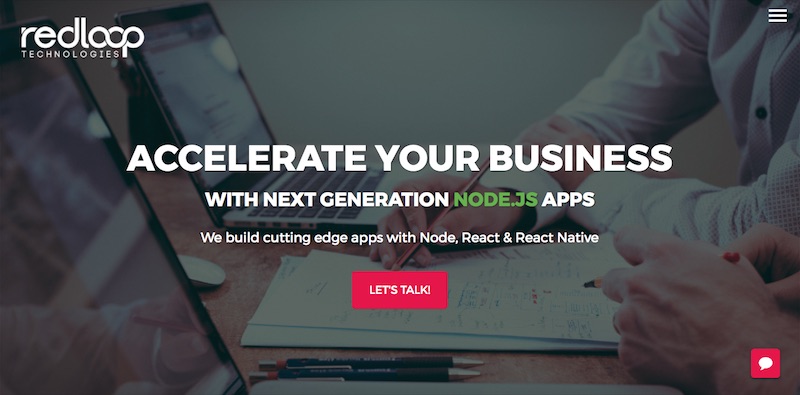 redloop
TECHNOLOGIES
ACCELERATE YOUR BUSINESS
WITH NEXT GENERATION NODE.JS APPS
We build cutting edge apps with Node, React & React Native
LET'S TALK!